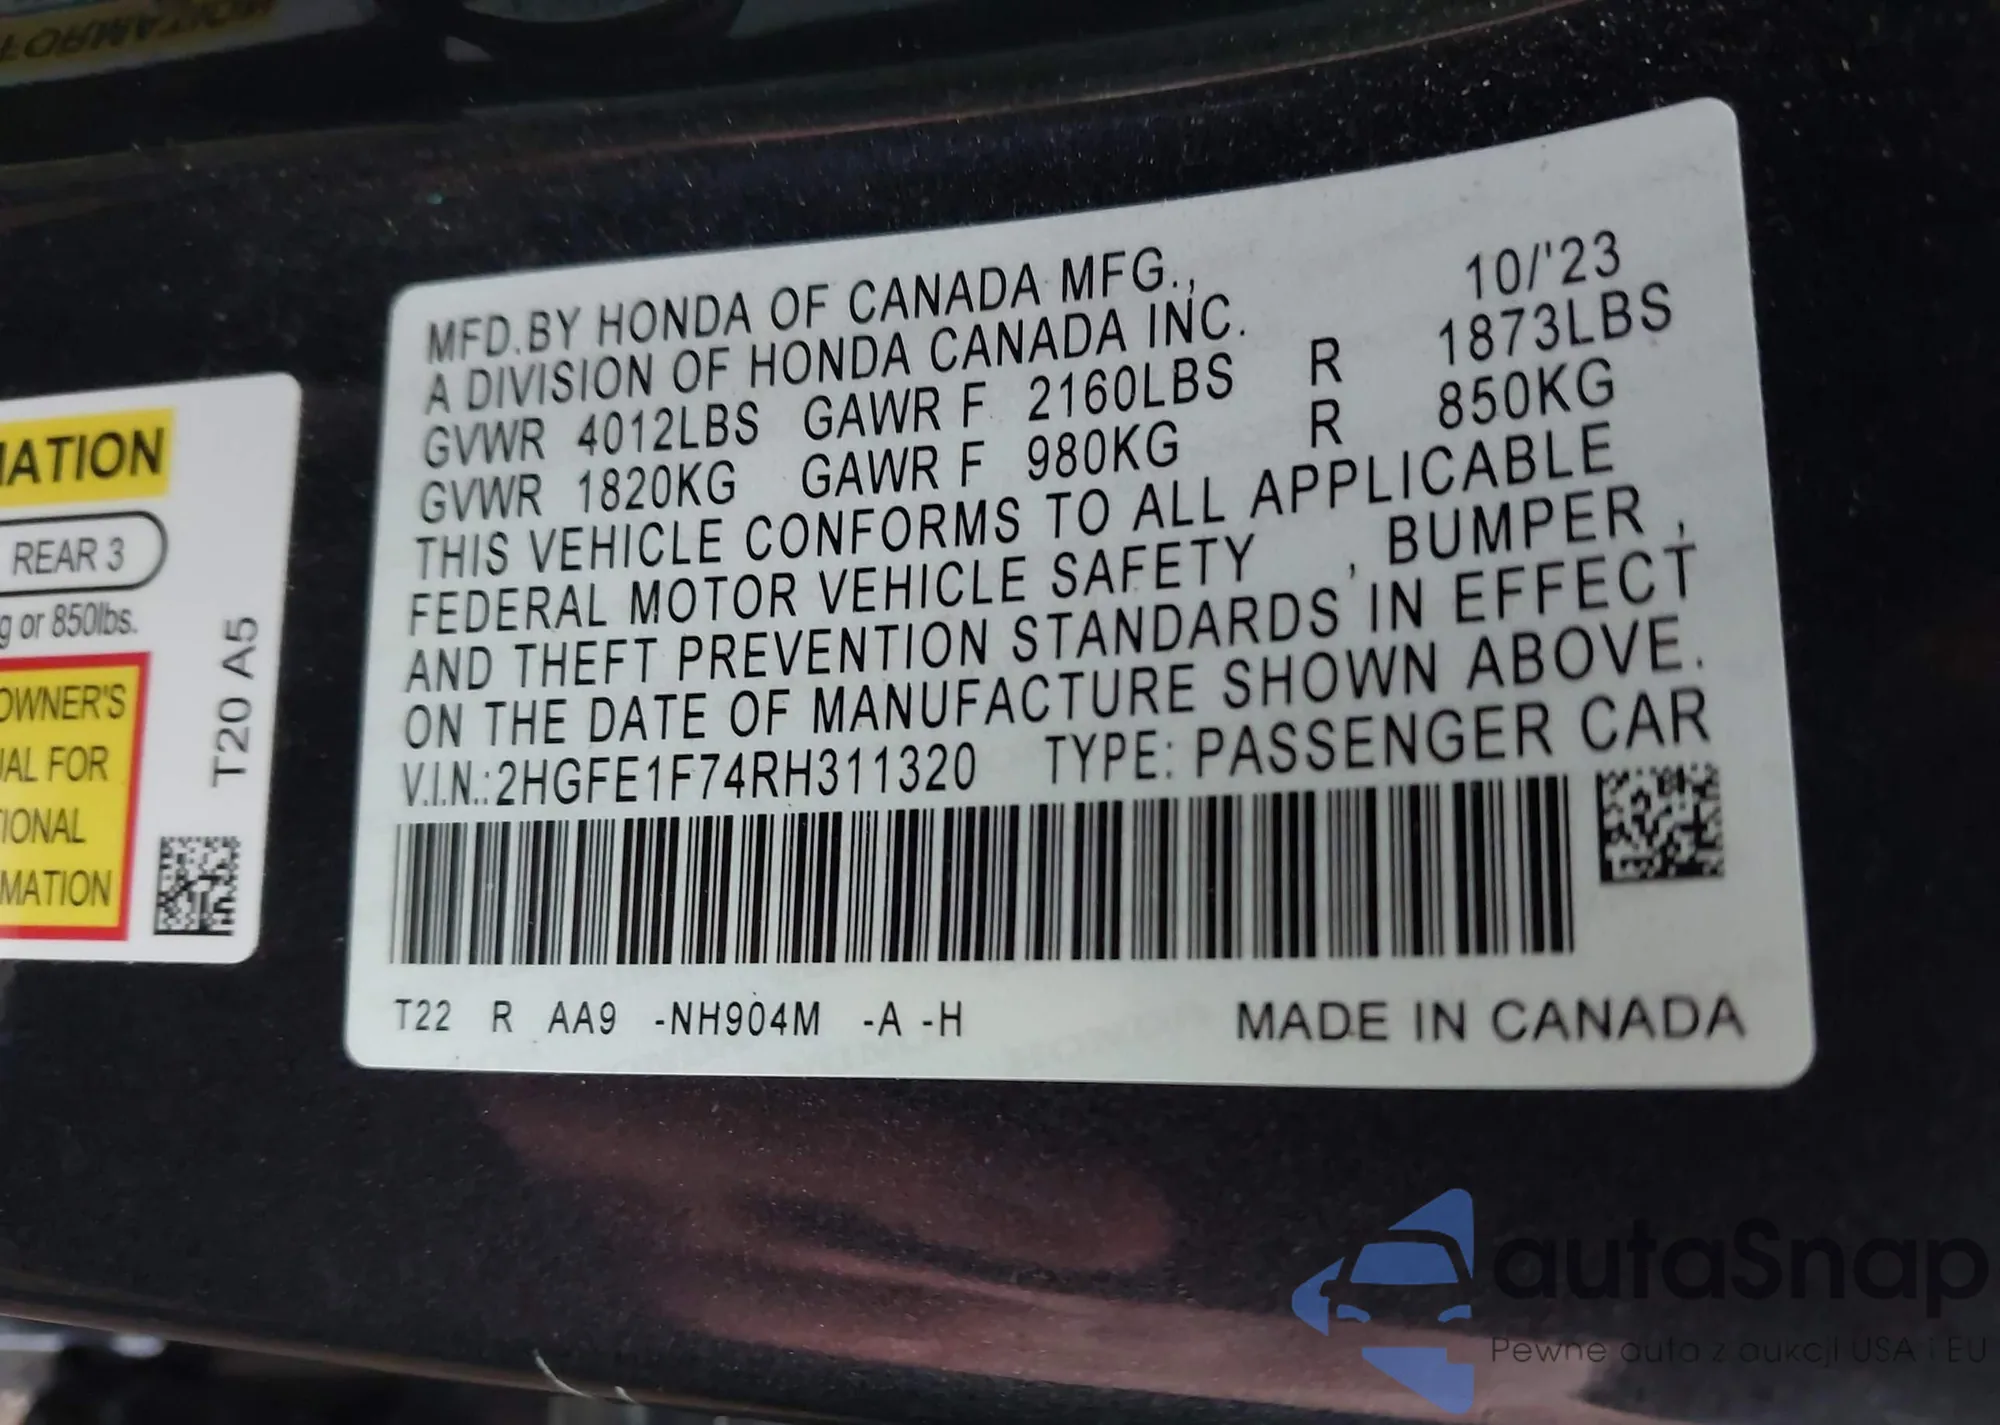 MATION
REAR 3
g or 850lbs.
OWNER'S
UAL FOR
TIONAL
MATION
T20 A5
MFD.BY HONDA OF CANADA MFG., 10/'23
A DIVISION OF HONDA CANADA INC.
GVWR 4012LBS GAWR F 2160LBS R 1873LBS
GVWR 1820KG GAWR F 980KG R 850KG
THIS VEHICLE CONFORMS TO ALL APPLICABLE
FEDERAL MOTOR VEHICLE SAFETY , BUMPER ,
AND THEFT PREVENTION STANDARDS IN EFFECT
ON THE DATE OF MANUFACTURE SHOWN ABOVE.
V.I.N.:2HGFE1F74RH311320 TYPE: PASSENGER CAR
T22 R AA9 -NH904M -A -H MADE IN CANADA
autaSnap
Pewne auta z aukcji USA i EU